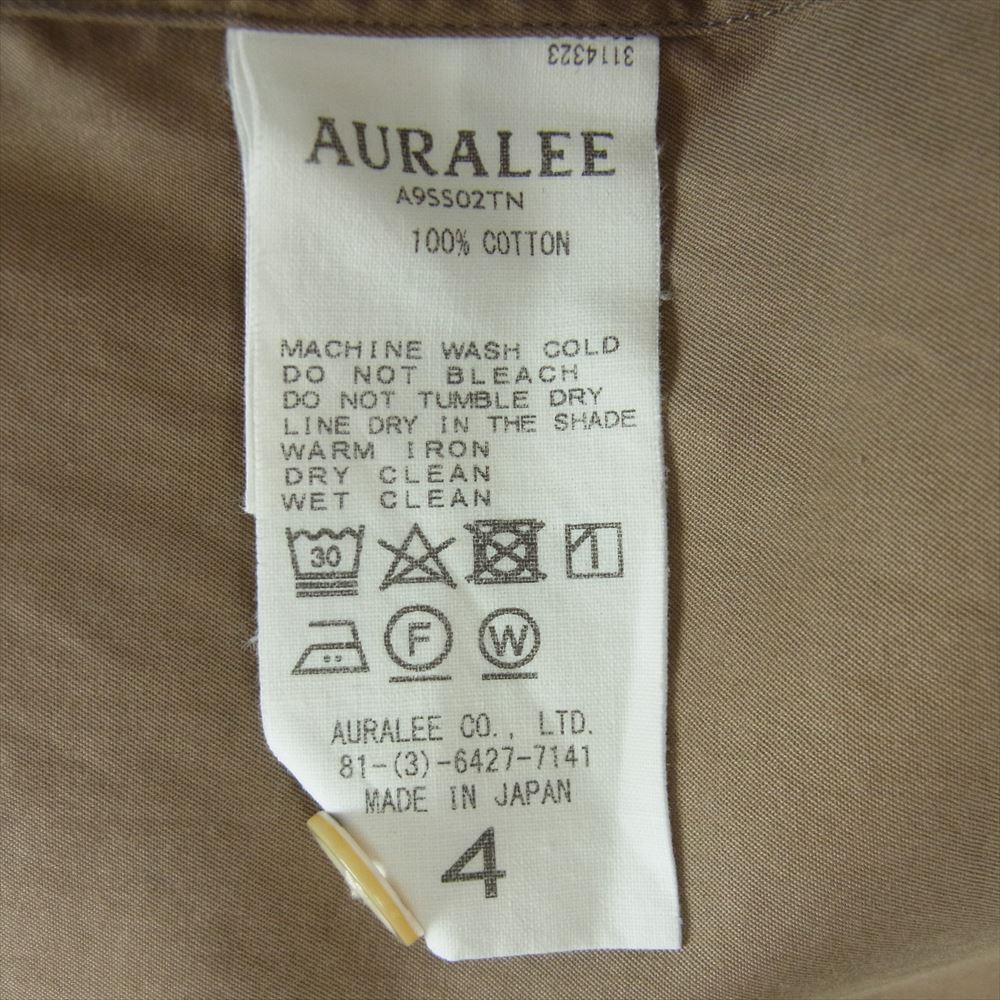 3114323
AURALEE
A9SS02TN
100% COTTON
MACHINE WASH COLD
DO NOT BLEACH
DO NOT TUMBLE DRY
LINE DRY IN THE SHADE
WARM IRON
DRY CLEAN
WET CLEAN
30
F W
AURALEE CO., LTD.
81-(3)-6427-7141
MADE IN JAPAN
4